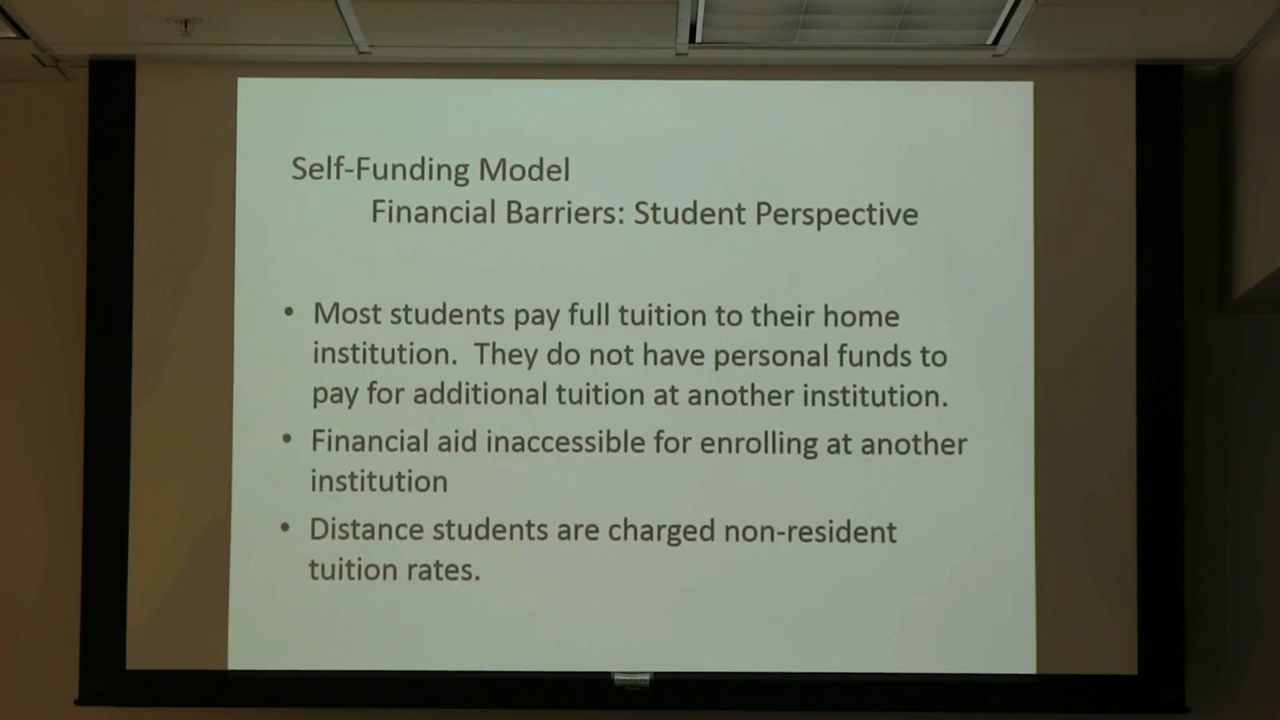 Self-Funding Model
Financial Barriers: Student Perspective
• Most students pay full tuition to their home
institution. They do not have personal funds to
pay for additional tuition at another institution.
• Financial aid inaccessible for enrolling at another
institution
• Distance students are charged non-resident
tuition rates.